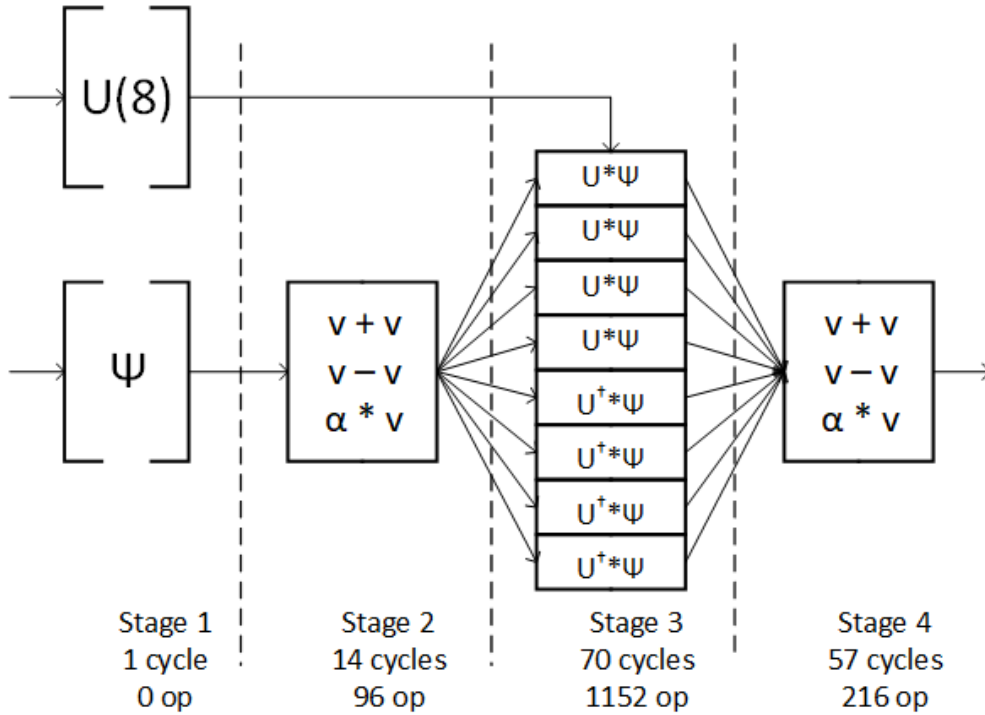 U(8)
Ψ
v + v
v – v
α * v
U*Ψ
U*Ψ
U*Ψ
U*Ψ
U†*Ψ
U†*Ψ
U†*Ψ
U†*Ψ
v + v
v – v
α * v
Stage 1
1 cycle
0 op
Stage 2
14 cycles
96 op
Stage 3
70 cycles
1152 op
Stage 4
57 cycles
216 op